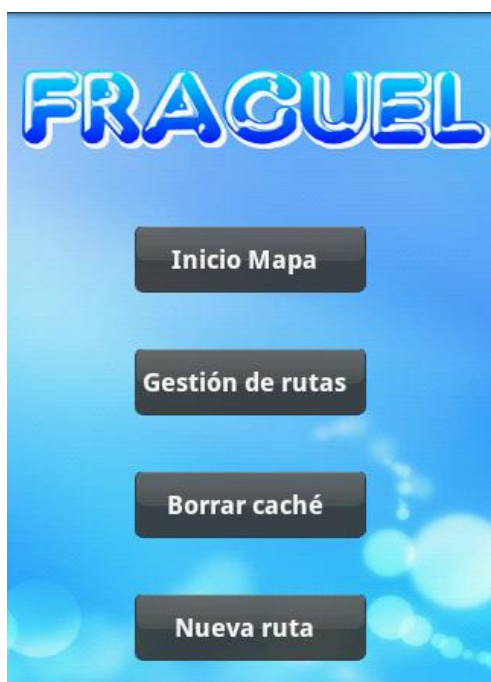 FRAGUEL
Inicio Mapa
Gestión de rutas
Borrar caché
Nueva ruta